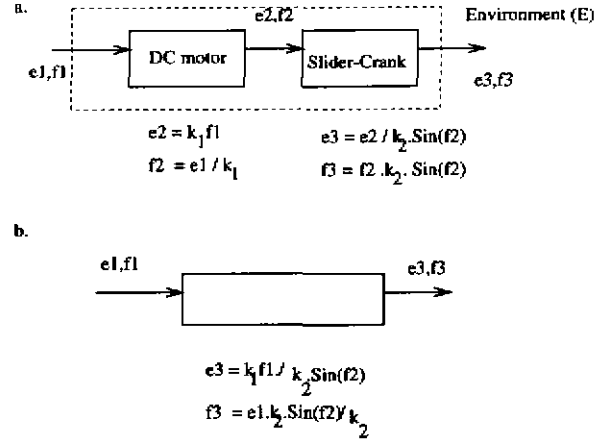 a.
e2,f2
Environment (E)
DC motor
Slider-Crank
e1,f1
e3,f3
e2 = k1f1
e3 = e2 / k2.Sin(f2)
f2 = e1 / k1
f3 = f2 .k2. Sin(f2)
b.
e1,f1
e3,f3
e3 = k1f1/ k2Sin(f2)
f3 = e1.k2.Sin(f2)/k2